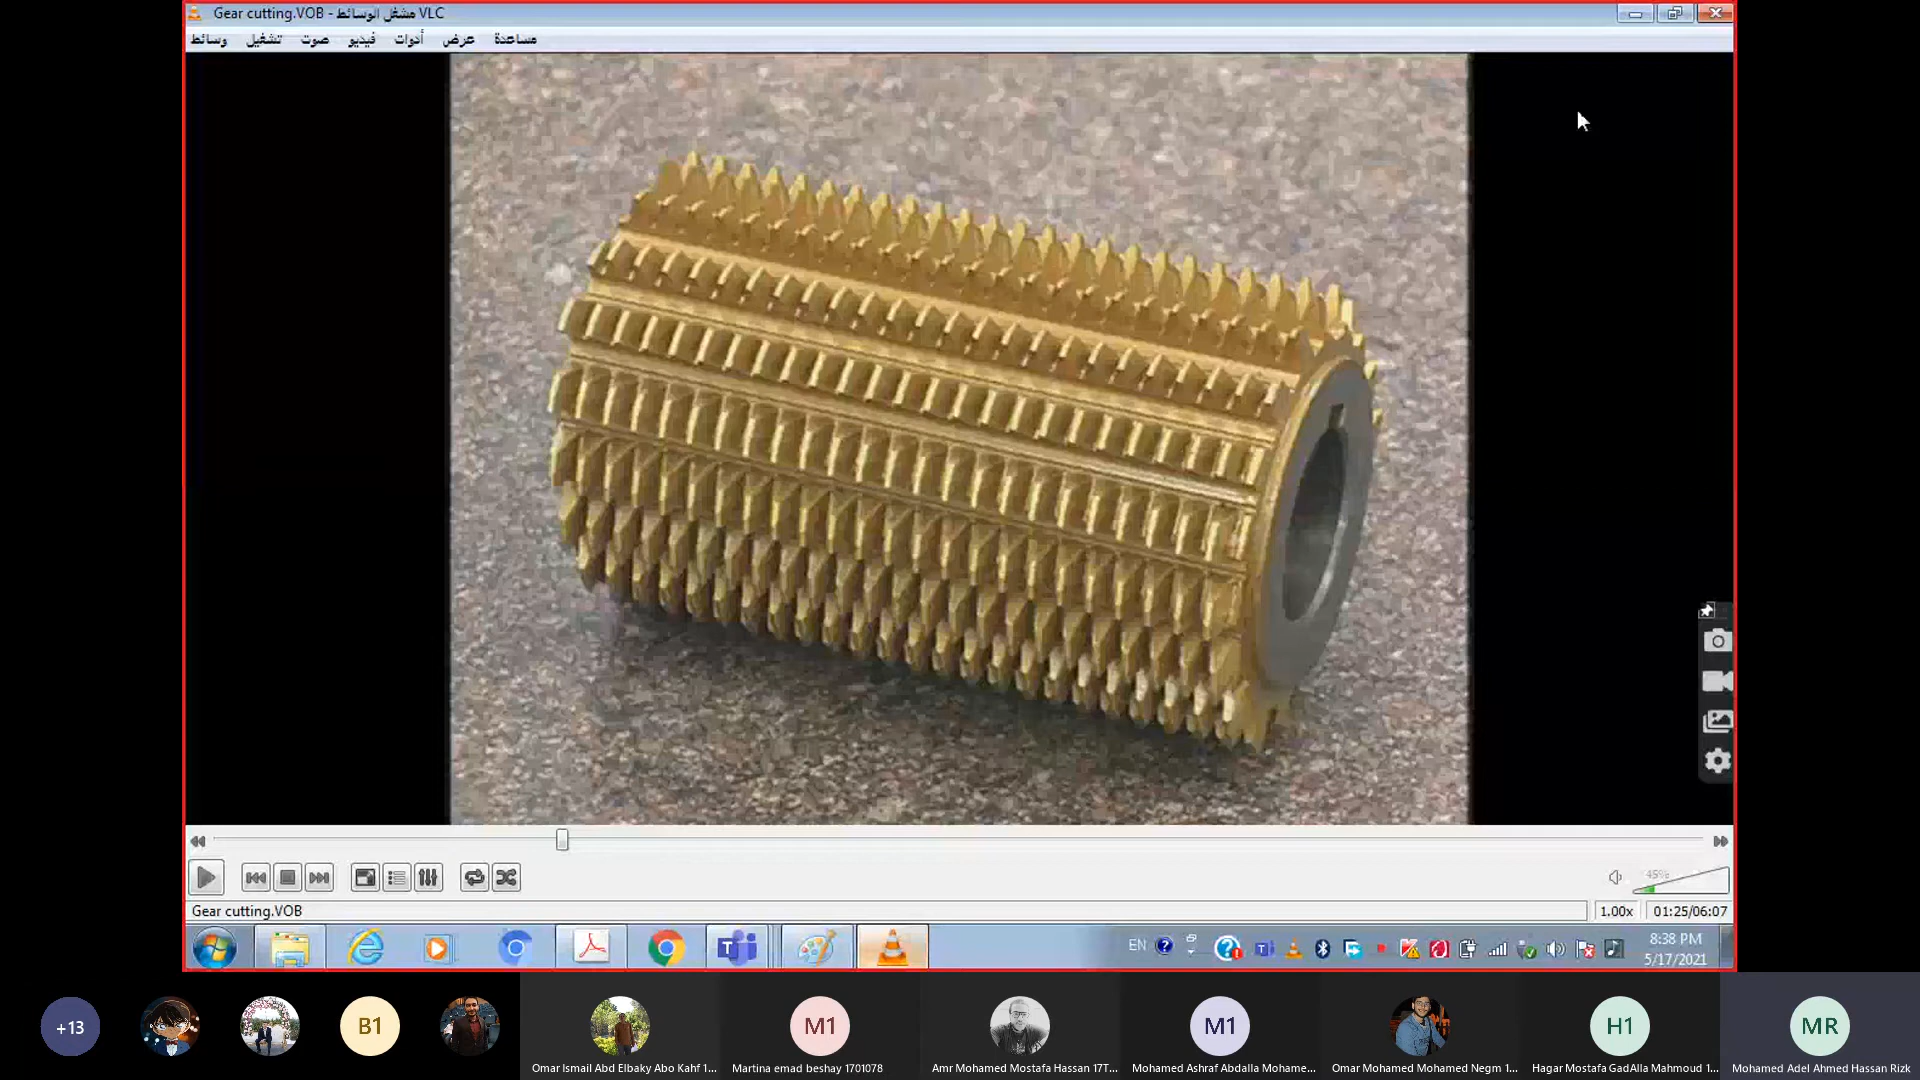 Gear cutting.VOB - مشغل الوسائط VLC
وسائط تشغيل صوت فيديو أدوات عرض مساعدة
45%
Gear cutting.VOB 1.00x 01:25/06:07
EN 8:38 PM
5/17/2021
+13 B1 M1 M1 H1 MR
Omar Ismail Abd Elbaky Abo Kahf 1... Martina emad beshay 1701078 Amr Mohamed Mostafa Hassan 17T... Mohamed Ashraf Abdalla Mohame... Omar Mohamed Mohamed Negm 1... Hagar Mostafa GadAlla Mahmoud 1... Mohamed Adel Ahmed Hassan Rizk